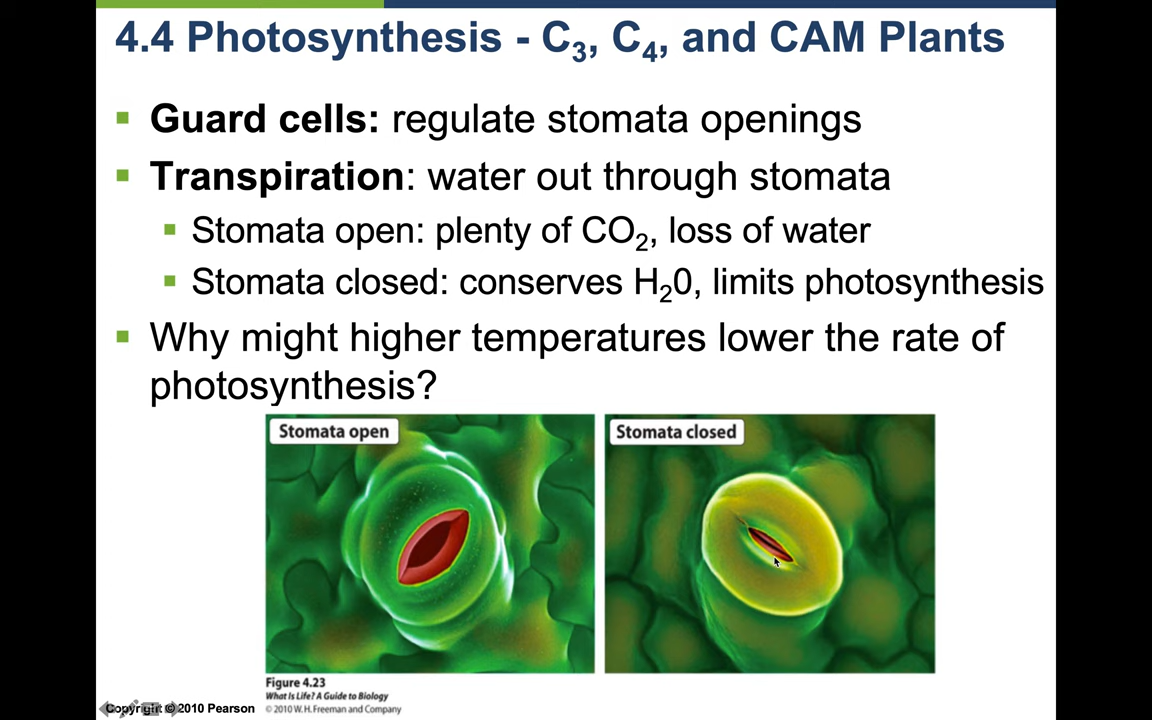 4.4 Photosynthesis - C₃, C₄, and CAM Plants
Guard cells: regulate stomata openings
Transpiration: water out through stomata
Stomata open: plenty of CO₂, loss of water
Stomata closed: conserves H₂0, limits photosynthesis
Why might higher temperatures lower the rate of
photosynthesis?
Stomata open
Stomata closed
Figure 4.23
What Is Life? A Guide to Biology
© 2010 W. H. Freeman and Company
Copyright © 2010 Pearson